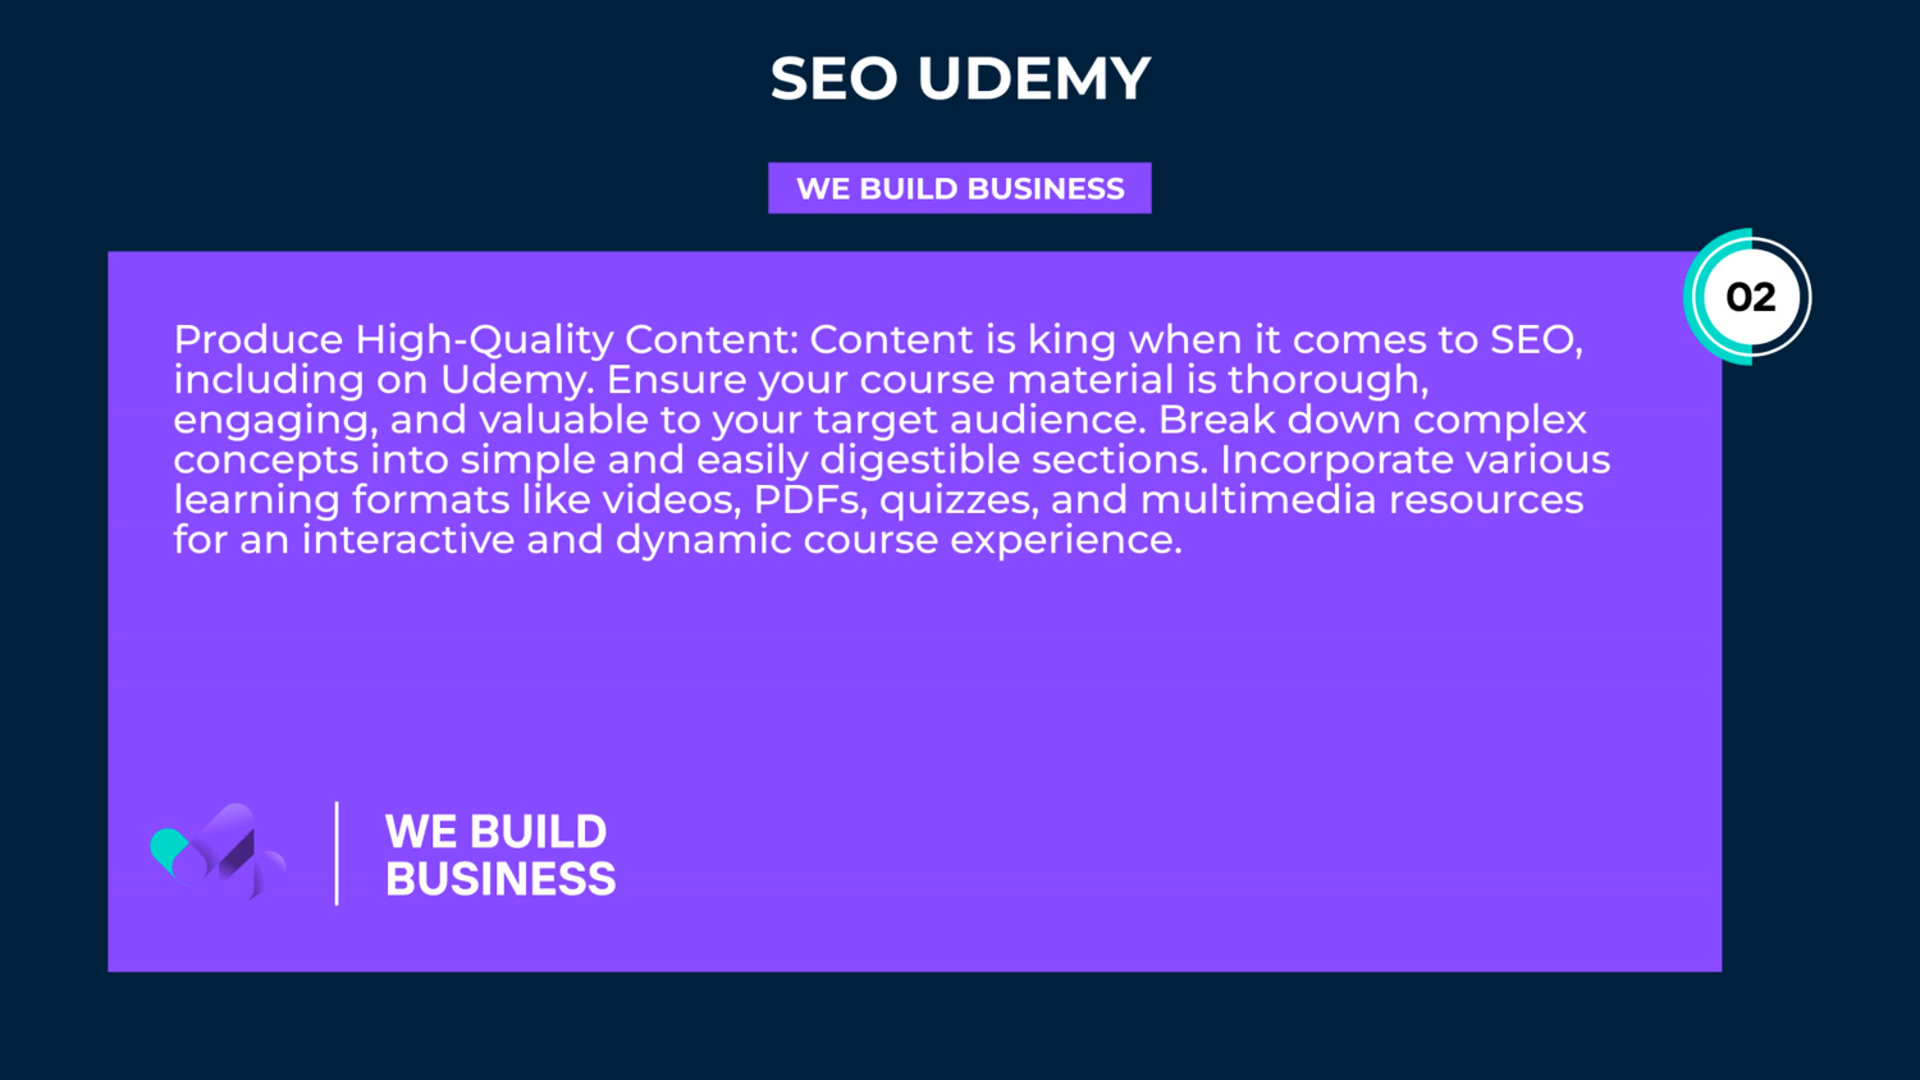 SEO UDEMY
WE BUILD BUSINESS
02
Produce High-Quality Content: Content is king when it comes to SEO,
including on Udemy. Ensure your course material is thorough,
engaging, and valuable to your target audience. Break down complex
concepts into simple and easily digestible sections. Incorporate various
learning formats like videos, PDFs, quizzes, and multimedia resources
for an interactive and dynamic course experience.
WE BUILD
BUSINESS